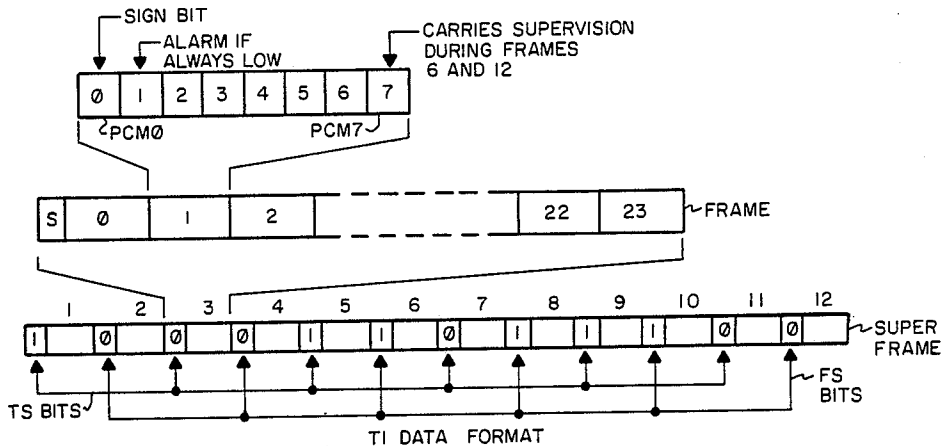 SIGN BIT
ALARM IF
ALWAYS LOW
CARRIES SUPERVISION
DURING FRAMES
6 AND 12
Ø 1 2 3 4 5 6 7
PCMØ PCM7
S Ø 1 2 22 23 FRAME
1 2 3 4 5 6 7 8 9 10 11 12
1 Ø Ø Ø 1 1 Ø 1 1 1 Ø Ø SUPER
FRAME
TS BITS FS
BITS
T1 DATA FORMAT